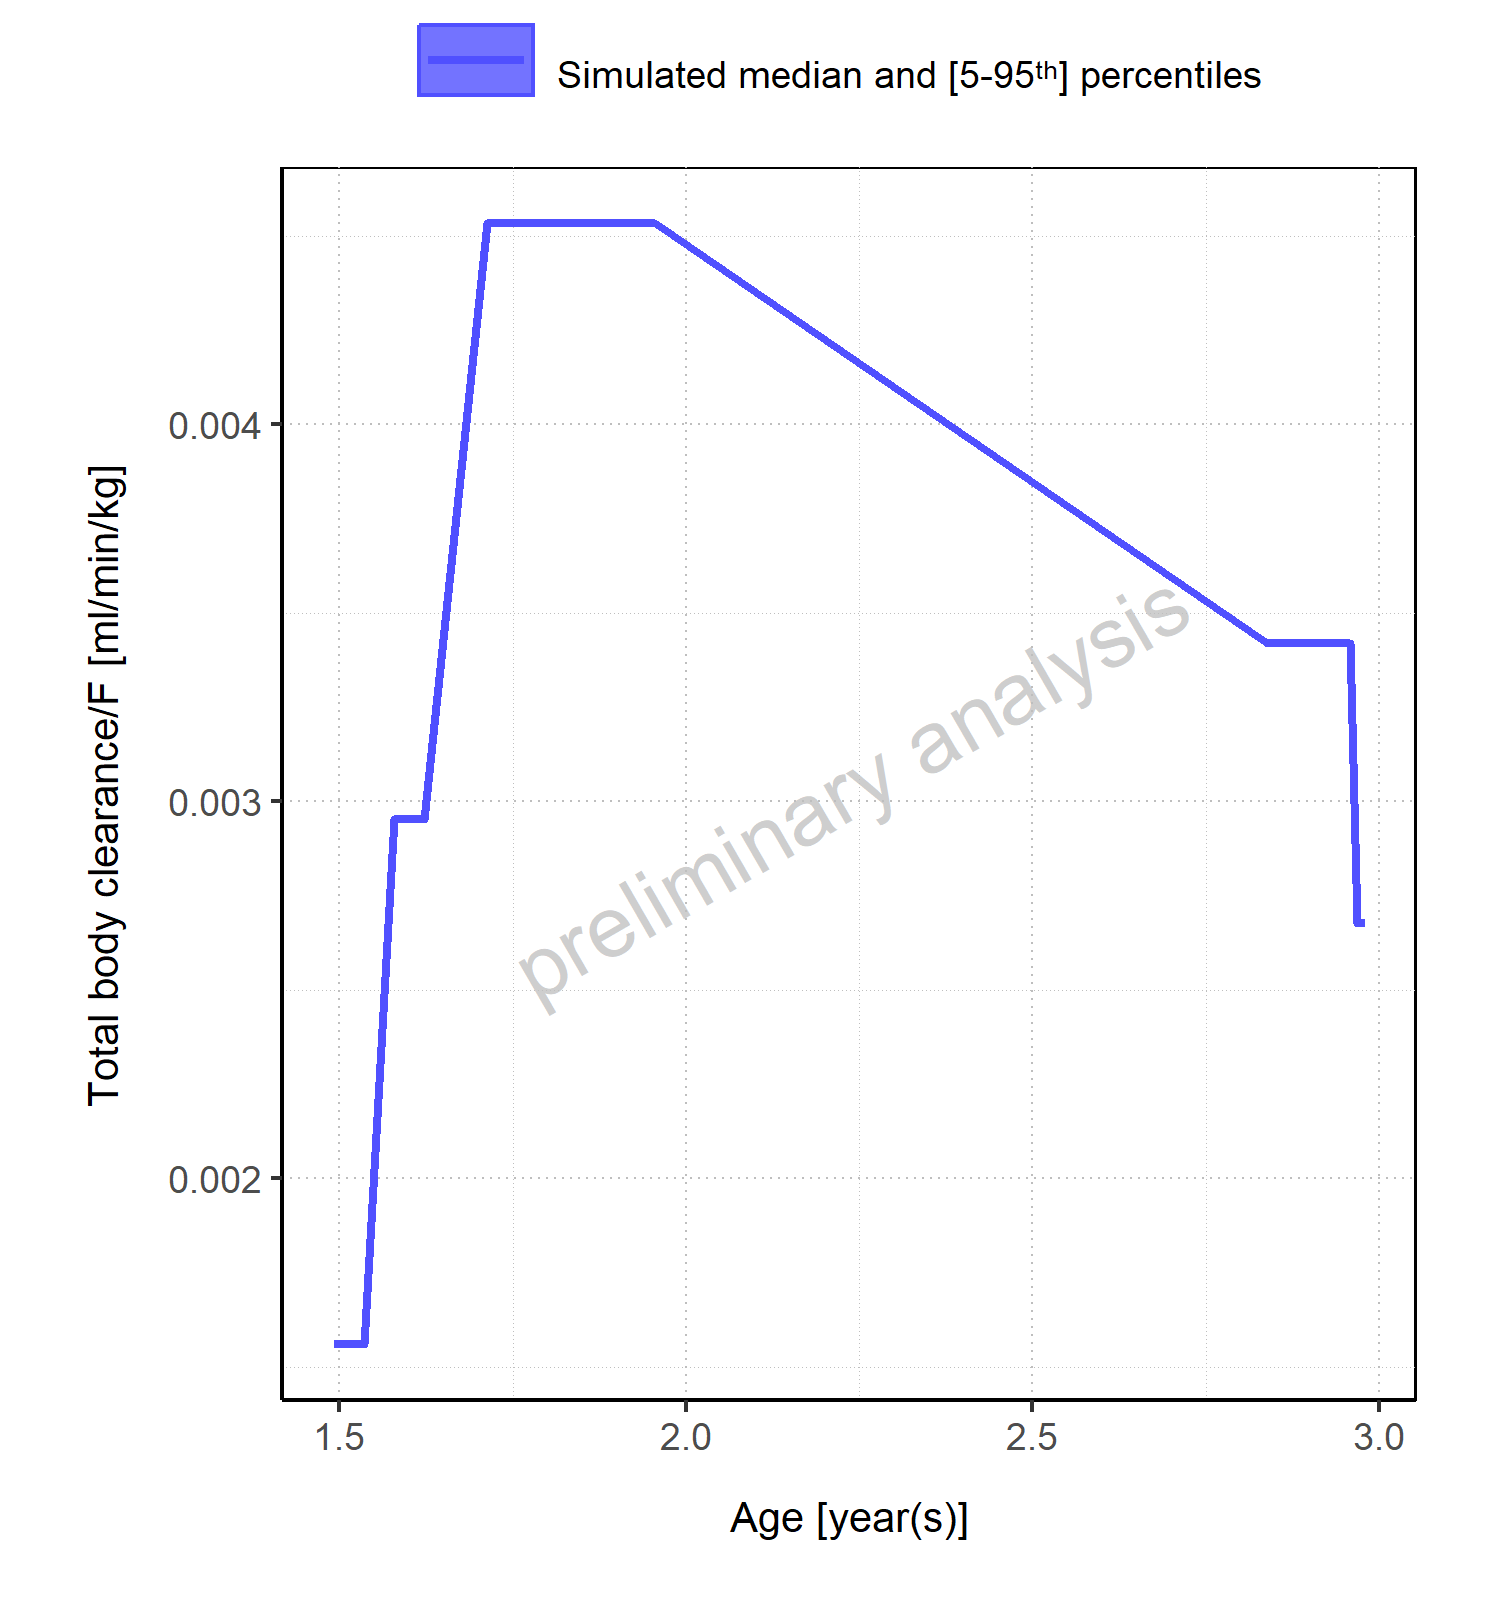 Simulated median and [5-95th] percentiles
Total body clearance/F [ml/min/kg]
0.004
0.003
0.002
preliminary analysis
1.5 2.0 2.5 3.0
Age [year(s)]